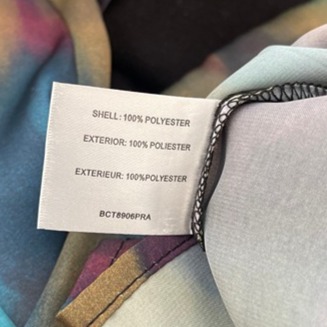 SHELL: 100% POLYESTER
EXTERIOR: 100% POLIESTER
EXTERIEUR: 100%POLYESTER
BCT8906PRA